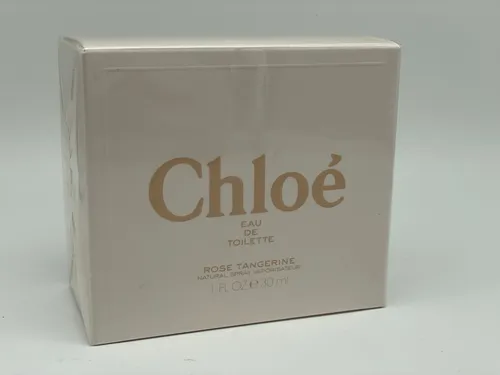 Chloé
EAU
DE
TOILETTE
ROSE TANGERINE
NATURAL SPRAY VAPORISATEUR
1 FL OZ e 30 ml